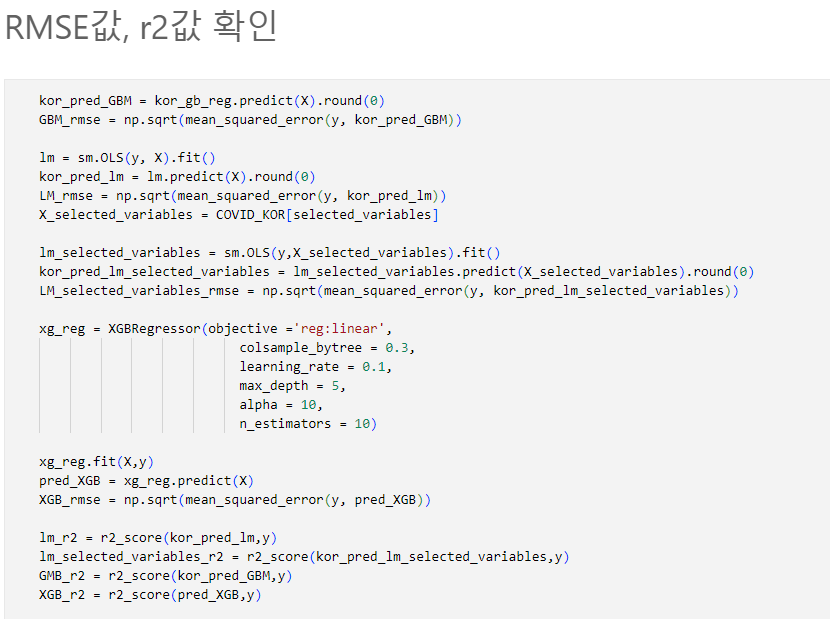 RMSE값, r2값 확인
kor_pred_GBM = kor_gb_reg.predict(X).round(0)
GBM_rmse = np.sqrt(mean_squared_error(y, kor_pred_GBM))
lm = sm.OLS(y, X).fit()
kor_pred_lm = lm.predict(X).round(0)
LM_rmse = np.sqrt(mean_squared_error(y, kor_pred_lm))
X_selected_variables = COVID_KOR[selected_variables]
lm_selected_variables = sm.OLS(y,X_selected_variables).fit()
kor_pred_lm_selected_variables = lm_selected_variables.predict(X_selected_variables).round(0)
LM_selected_variables_rmse = np.sqrt(mean_squared_error(y, kor_pred_lm_selected_variables))
xg_reg = XGBRegressor(objective ='reg:linear',
colsample_bytree = 0.3,
learning_rate = 0.1,
max_depth = 5,
alpha = 10,
n_estimators = 10)
xg_reg.fit(X,y)
pred_XGB = xg_reg.predict(X)
XGB_rmse = np.sqrt(mean_squared_error(y, pred_XGB))
lm_r2 = r2_score(kor_pred_lm,y)
lm_selected_variables_r2 = r2_score(kor_pred_lm_selected_variables,y)
GMB_r2 = r2_score(kor_pred_GBM,y)
XGB_r2 = r2_score(pred_XGB,y)